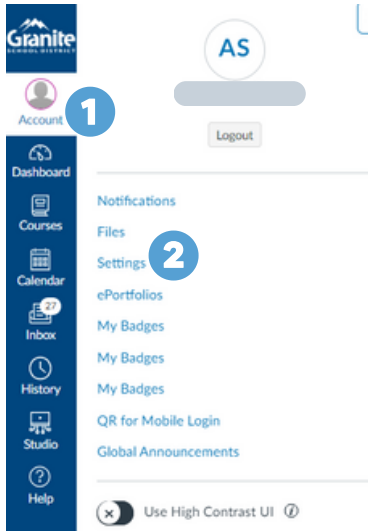 Granite
SCHOOL DISTRICT
Account
1
Dashboard
Courses
Calendar
27
Inbox
History
Studio
Help
AS
Logout
Notifications
Files
Settings
2
ePortfolios
My Badges
My Badges
My Badges
QR for Mobile Login
Global Announcements
Use High Contrast UI